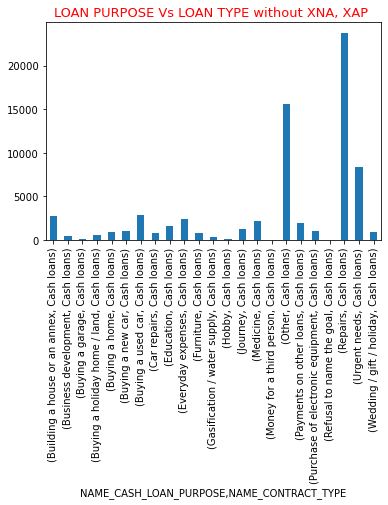 LOAN PURPOSE Vs LOAN TYPE without XNA, XAP
20000
15000
10000
5000
0
(Building a house or an annex, Cash loans)
(Business development, Cash loans)
(Buying a garage, Cash loans)
(Buying a holiday home / land, Cash loans)
(Buying a home, Cash loans)
(Buying a new car, Cash loans)
(Buying a used car, Cash loans)
(Car repairs, Cash loans)
(Education, Cash loans)
(Everyday expenses, Cash loans)
(Furniture, Cash loans)
(Gasification / water supply, Cash loans)
(Hobby, Cash loans)
(Journey, Cash loans)
(Medicine, Cash loans)
(Money for a third person, Cash loans)
(Other, Cash loans)
(Payments on other loans, Cash loans)
(Purchase of electronic equipment, Cash loans)
(Refusal to name the goal, Cash loans)
(Repairs, Cash loans)
(Urgent needs, Cash loans)
(Wedding / gift / holiday, Cash loans)
NAME_CASH_LOAN_PURPOSE,NAME_CONTRACT_TYPE